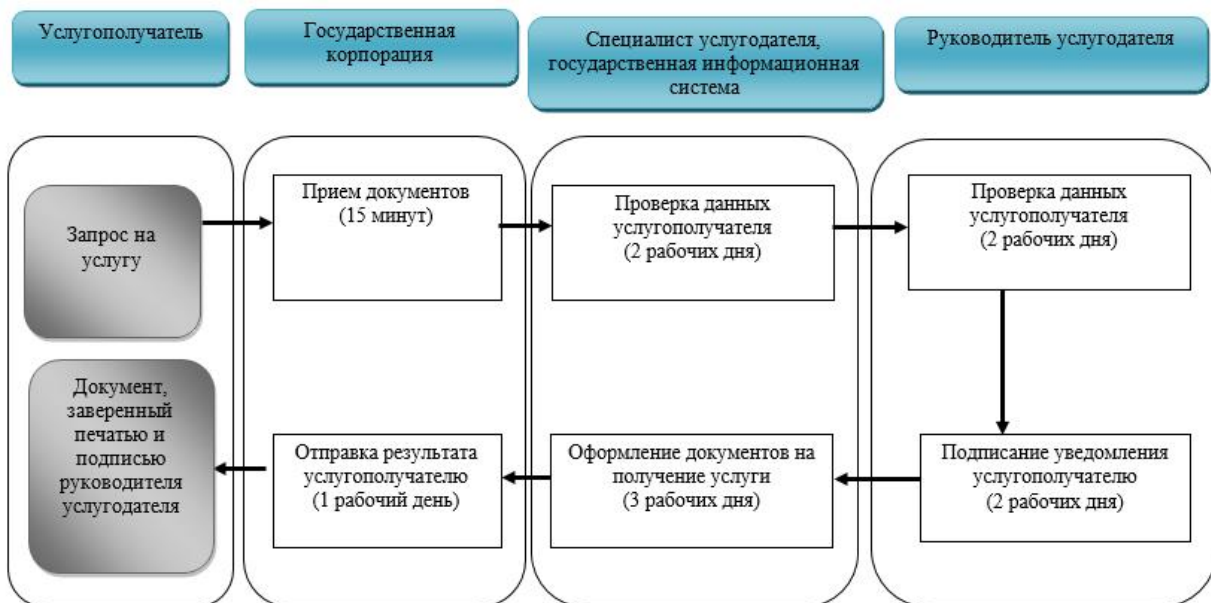 Услугополучатель
Государственная
корпорация
Специалист услугодателя,
государственная информационная
система
Руководитель услугодателя
Запрос на
услугу
Прием документов
(15 минут)
Проверка данных
услугополучателя
(2 рабочих дня)
Проверка данных
услугополучателя
(2 рабочих дня)
Документ,
заверенный
печатью и
подписью
руководителя
услугодателя
Отправка результата
услугополучателю
(1 рабочий день)
Оформление документов на
получение услуги
(3 рабочих дня)
Подписание уведомления
услугополучателю
(2 рабочих дня)